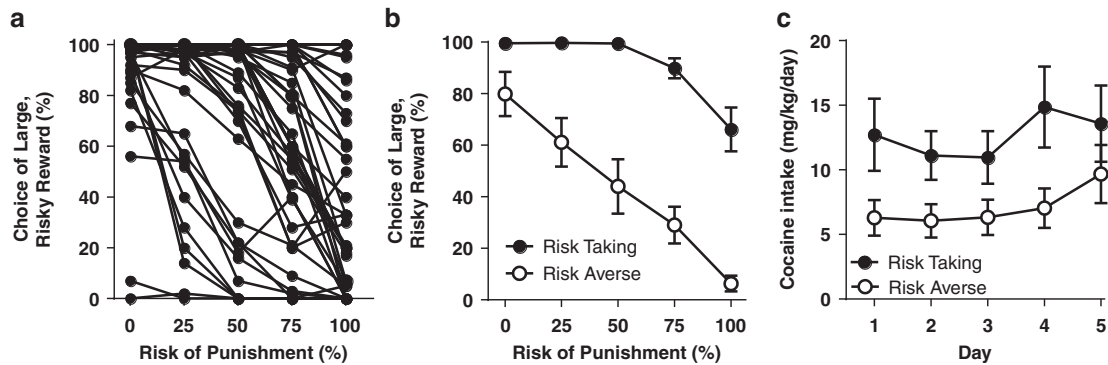 a
Choice of Large,
Risky Reward (%)
100
80
60
40
20
0
0 25 50 75 100
Risk of Punishment (%)
b
Choice of Large,
Risky Reward (%)
100
80
60
40
20
0
Risk Taking
Risk Averse
0 25 50 75 100
Risk of Punishment (%)
c
Cocaine intake (mg/kg/day)
20
15
10
5
0
Risk Taking
Risk Averse
1 2 3 4 5
Day